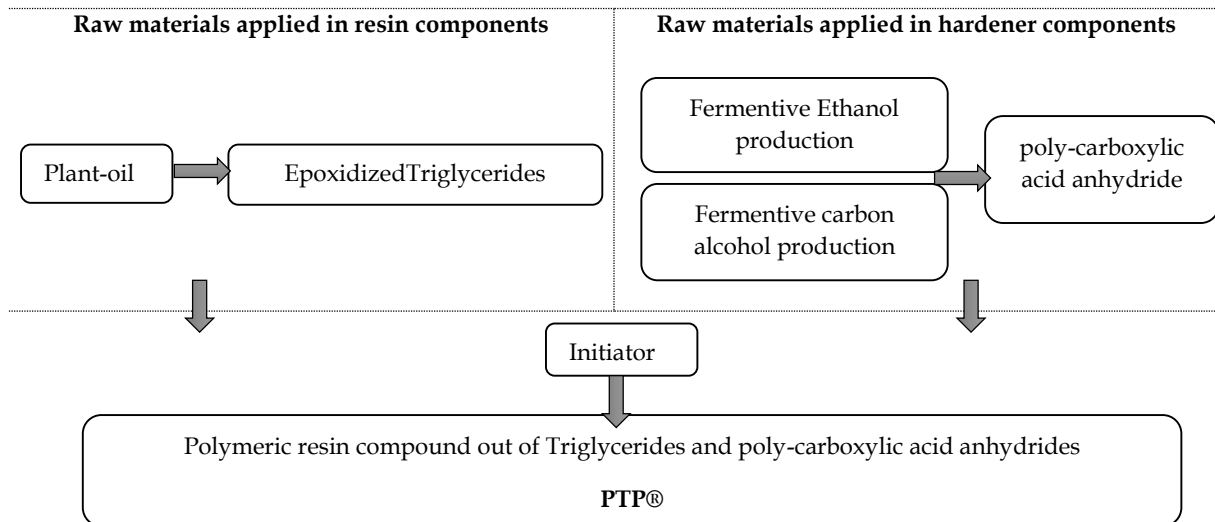 Raw materials applied in resin components
Raw materials applied in hardener components
Plant-oil
EpoxidizedTriglycerides
Fermentive Ethanol
production
Fermentive carbon
alcohol production
poly-carboxylic
acid anhydride
Initiator
Polymeric resin compound out of Triglycerides and poly-carboxylic acid anhydrides
PTP®